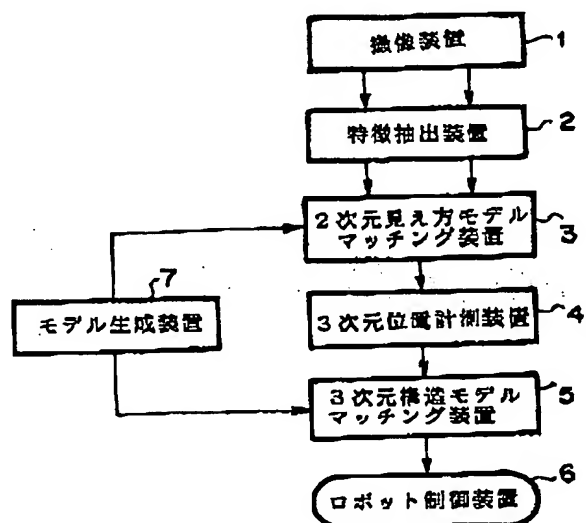 撮像装置
1
特徴抽出装置
2
2次元見え方モデル
マッチング装置
3
7
モデル生成装置
3次元位置計測装置
4
3次元構造モデル
マッチング装置
5
6
ロボット制御装置